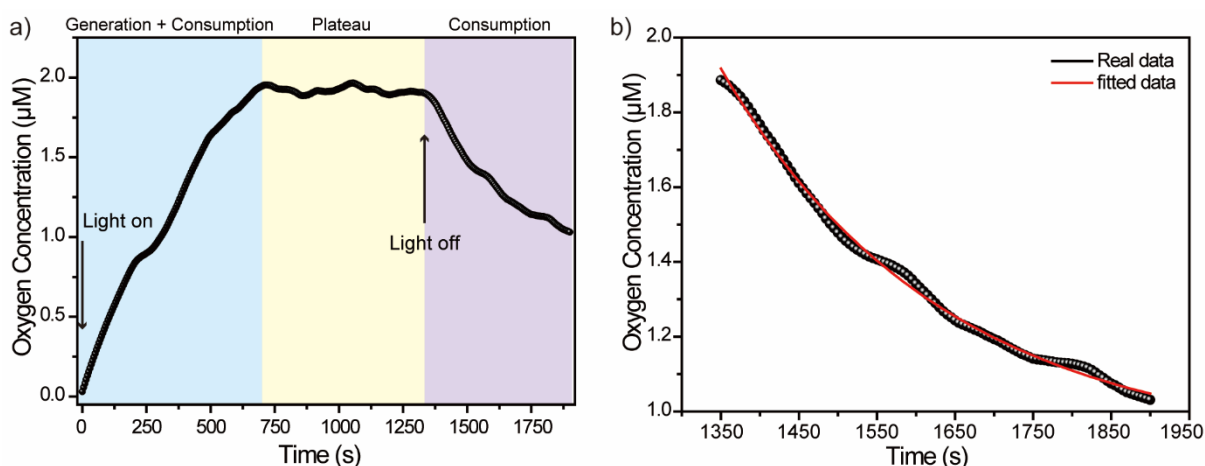 a)
Generation + Consumption
Plateau
Consumption
Oxygen Concentration (µM)
2.0
1.5
1.0
0.5
0.0
Light on
Light off
0
250
500
750
1000
1250
1500
1750
Time (s)
b)
Oxygen Concentration (µM)
2.0
1.8
1.6
1.4
1.2
1.0
Real data
fitted data
1350
1450
1550
1650
1750
1850
1950
Time (s)